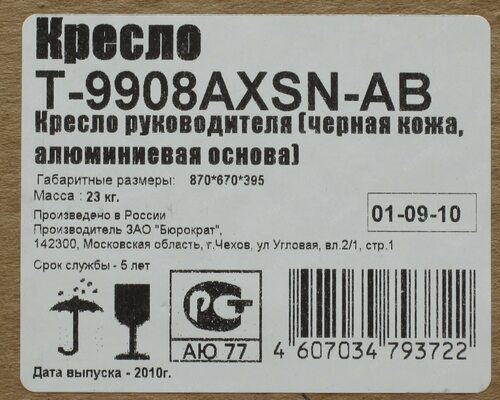 Кресло
T-9908AXSN-AB
Кресло руководителя (черная кожа,
алюминиевая основа)
Габаритные размеры: 870*670*395
Масса : 23 кг.
Произведено в России
Производитель ЗАО "Бюрократ",
142300, Московская область, г.Чехов, ул Угловая, вл.2/1, стр.1
01-09-10
Срок службы - 5 лет
РСТ
АЮ 77
4 607034 793722
Дата выпуска - 2010г.